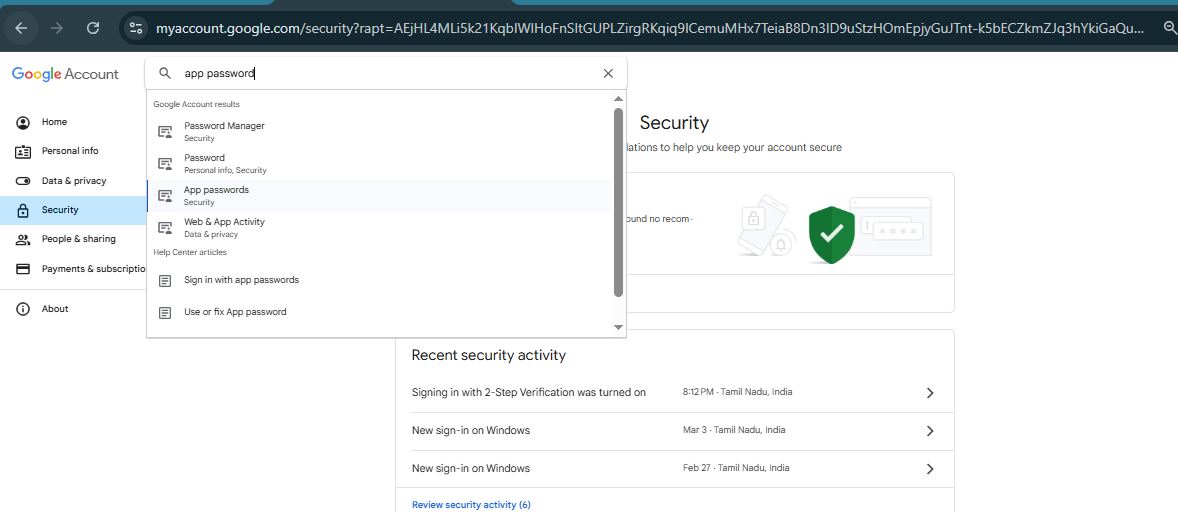 myaccount.google.com/security?rapt=AEjHL4MLi5k21KqbIWIHoFnSItGUPLZirgRKqiq9ICemuMHx7TeiaB8Dn3ID9uStzHOmEpjyGuJTnt-k5bECZkmZJq3hYkiGaQu...
Google Account
app password
Google Account results
Password Manager
Security
Password
Personal info, Security
App passwords
Security
Web & App Activity
Data & privacy
Help Center articles
Sign in with app passwords
Use or fix App password
Home
Personal info
Data & privacy
Security
People & sharing
Payments & subscriptio
About
Security
lations to help you keep your account secure
ound no recom-
Recent security activity
Signing in with 2-Step Verification was turned on 8:12 PM · Tamil Nadu, India
New sign-in on Windows Mar 3 · Tamil Nadu, India
New sign-in on Windows Feb 27 · Tamil Nadu, India
Review security activity (6)